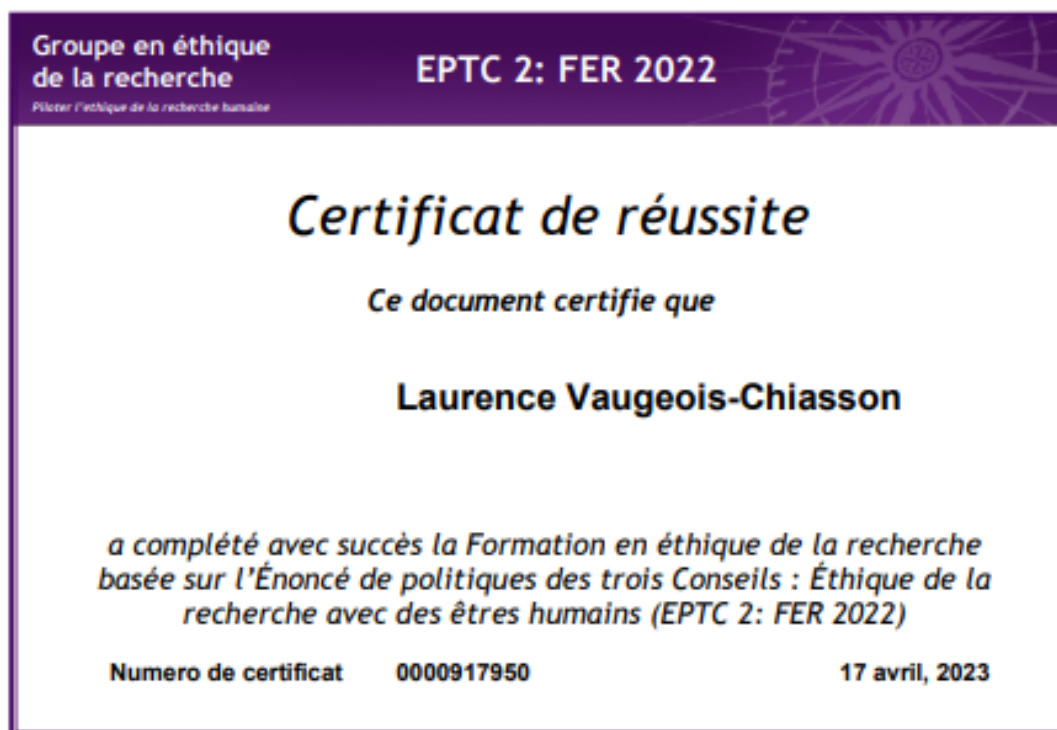 Groupe en éthique
de la recherche
Piloter l'ethique de la recherche humaine
EPTC 2: FER 2022
Certificat de réussite
Ce document certifie que
Laurence Vaugeois-Chiasson
a complété avec succès la Formation en éthique de la recherche
basée sur l'Énoncé de politiques des trois Conseils : Éthique de la
recherche avec des êtres humains (EPTC 2: FER 2022)
Numero de certificat 0000917950 17 avril, 2023